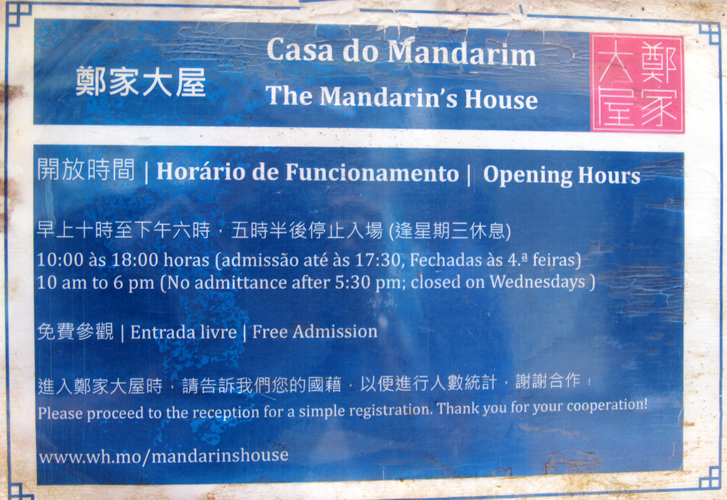 鄭家大屋
Casa do Mandarim
The Mandarin's House
鄭家大屋
開放時間 | Horário de Funcionamento | Opening Hours
早上十時至下午六時，五時半後停止入場 (逢星期三休息)
10:00 às 18:00 horas (admissão até às 17:30, Fechadas às 4.ª feiras)
10 am to 6 pm (No admittance after 5:30 pm; closed on Wednesdays )
免費參觀 | Entrada livre | Free Admission
進入鄭家大屋時，請告訴我們您的國藉，以便進行人數統計，謝謝合作。
Please proceed to the reception for a simple registration. Thank you for your cooperation!
www.wh.mo/mandarinshouse